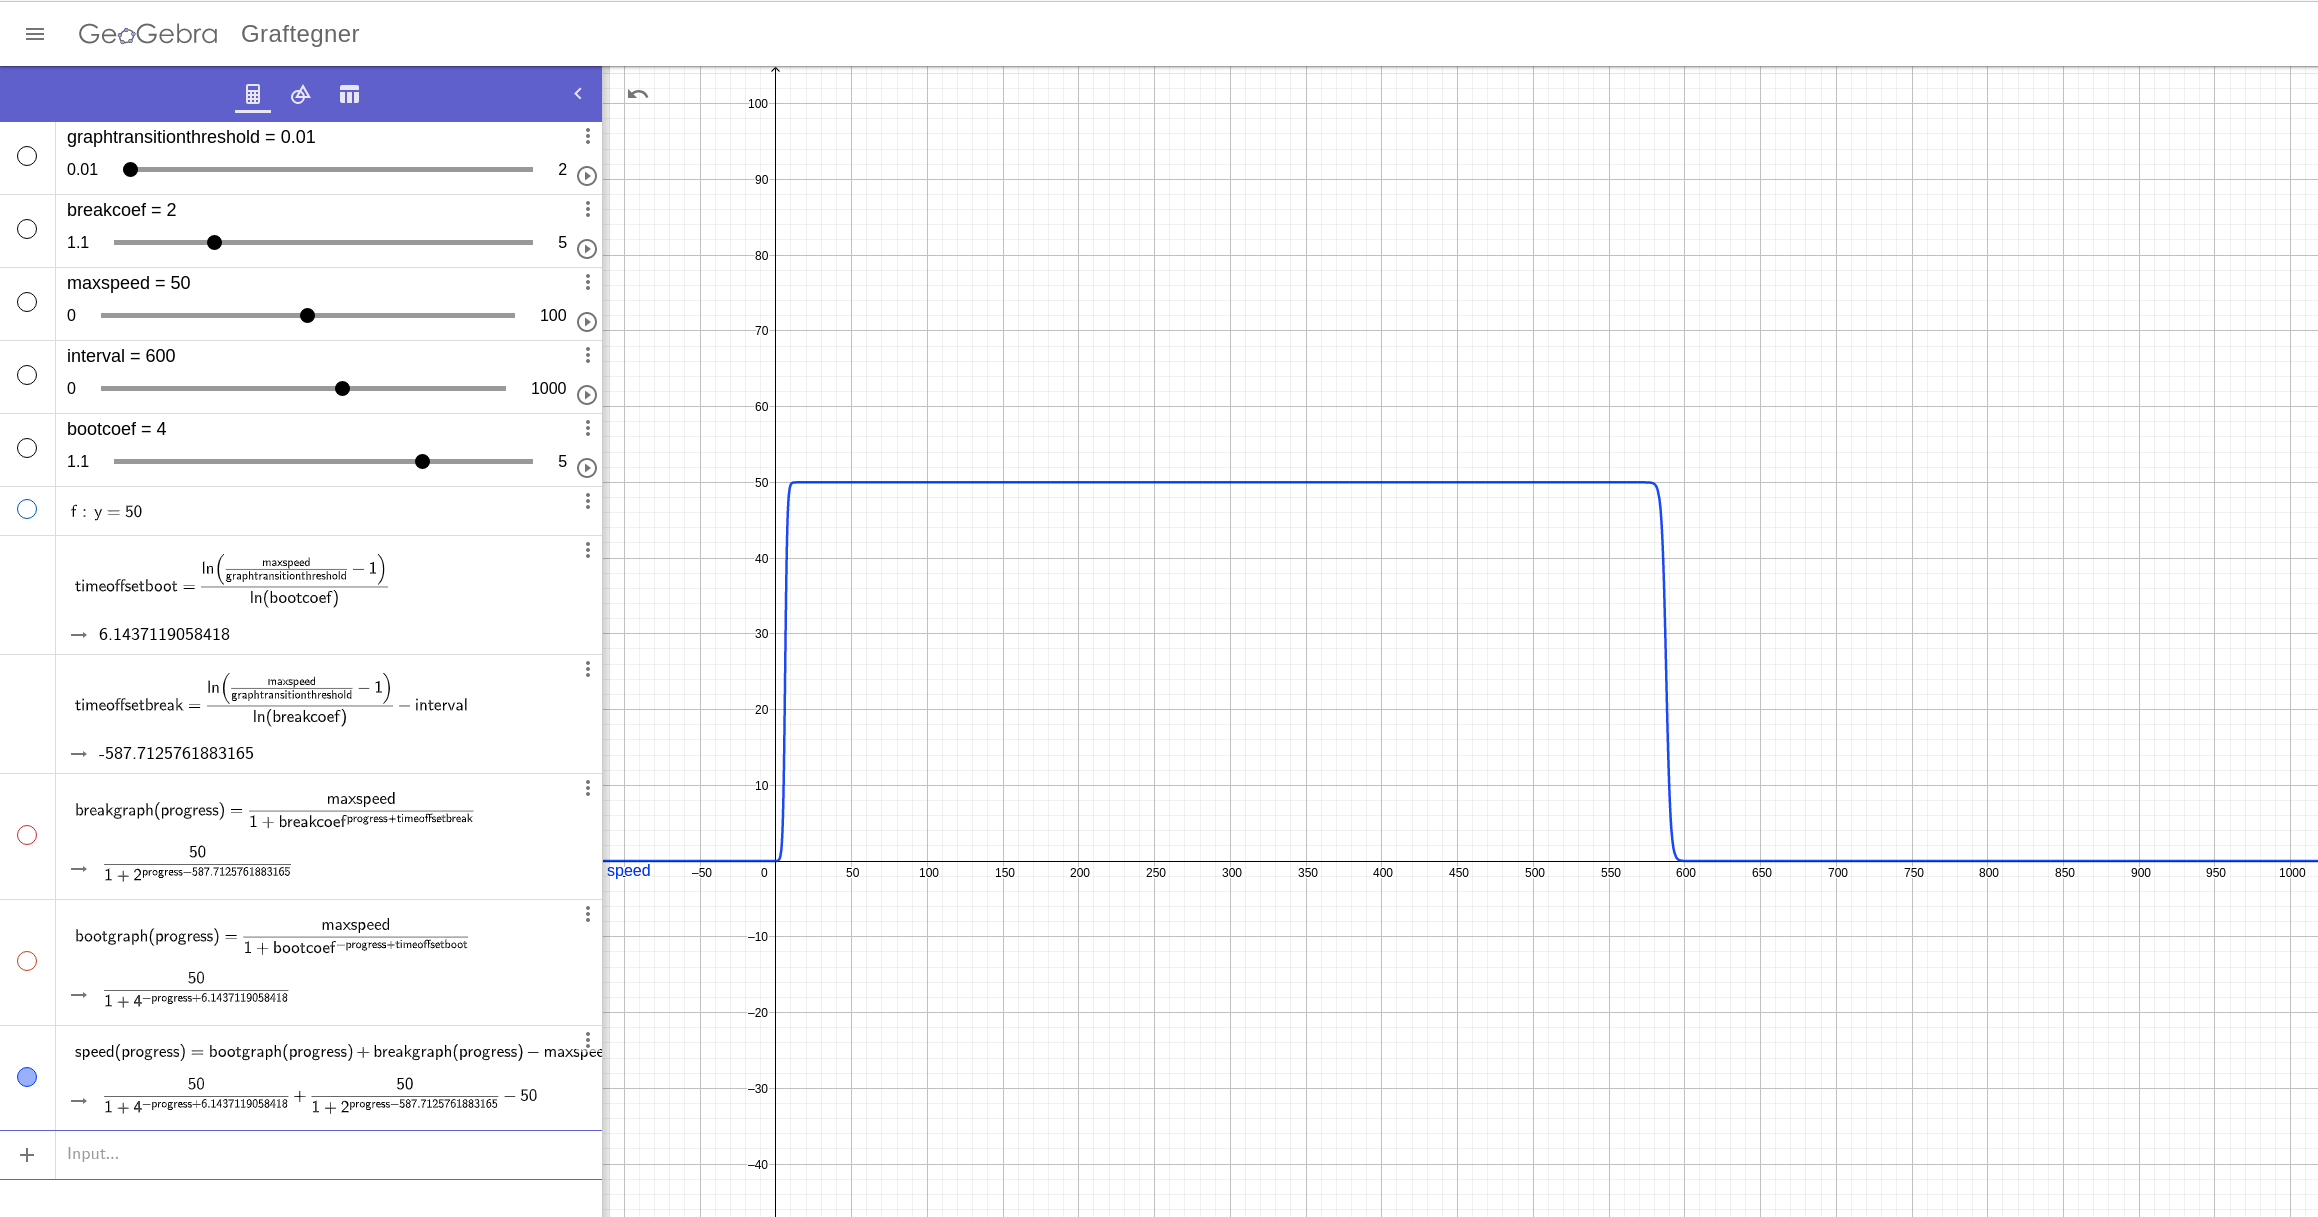 GeoGebra Graftegner
graphtransitionthreshold = 0.01
0.01 2
breakcoef = 2
1.1 5
maxspeed = 50
0 100
interval = 600
0 1000
bootcoef = 4
1.1 5
f : y = 50
timeoffsetboot = ln(maxspeed/graphtransitionthreshold − 1)/ln(bootcoef)
→ 6.1437119058418
timeoffsetbreak = ln(maxspeed/graphtransitionthreshold − 1)/ln(breakcoef) − interval
→ -587.7125761883165
breakgraph(progress) = maxspeed/(1 + breakcoef^(progress+timeoffsetbreak))
→ 50/(1 + 2^(progress−587.7125761883165))
bootgraph(progress) = maxspeed/(1 + bootcoef^(−progress+timeoffsetboot))
→ 50/(1 + 4^(−progress+6.1437119058418))
speed(progress) = bootgraph(progress) + breakgraph(progress) − maxspee
→ 50/(1 + 4^(−progress+6.1437119058418)) + 50/(1 + 2^(progress−587.7125761883165)) − 50
Input...
100
90
80
70
60
50
40
30
20
10
speed −50 0 50 100 150 200 250 300 350 400 450 500 550 600 650 700 750 800 850 900 950 1000
−10
−20
−30
−40